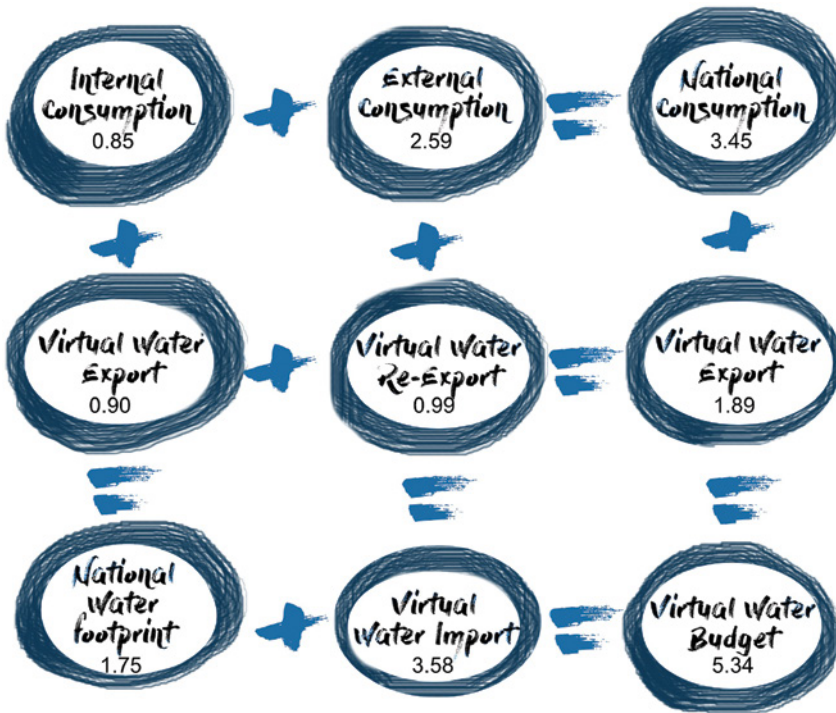 Internal
Consumption
0.85
External
Consumption
2.59
National
Consumption
3.45
Virtual Water
Export
0.90
Virtual Water
Re-Export
0.99
Virtual Water
Export
1.89
National
Water
footprint
1.75
Virtual
Water Import
3.58
Virtual Water
Budget
5.34